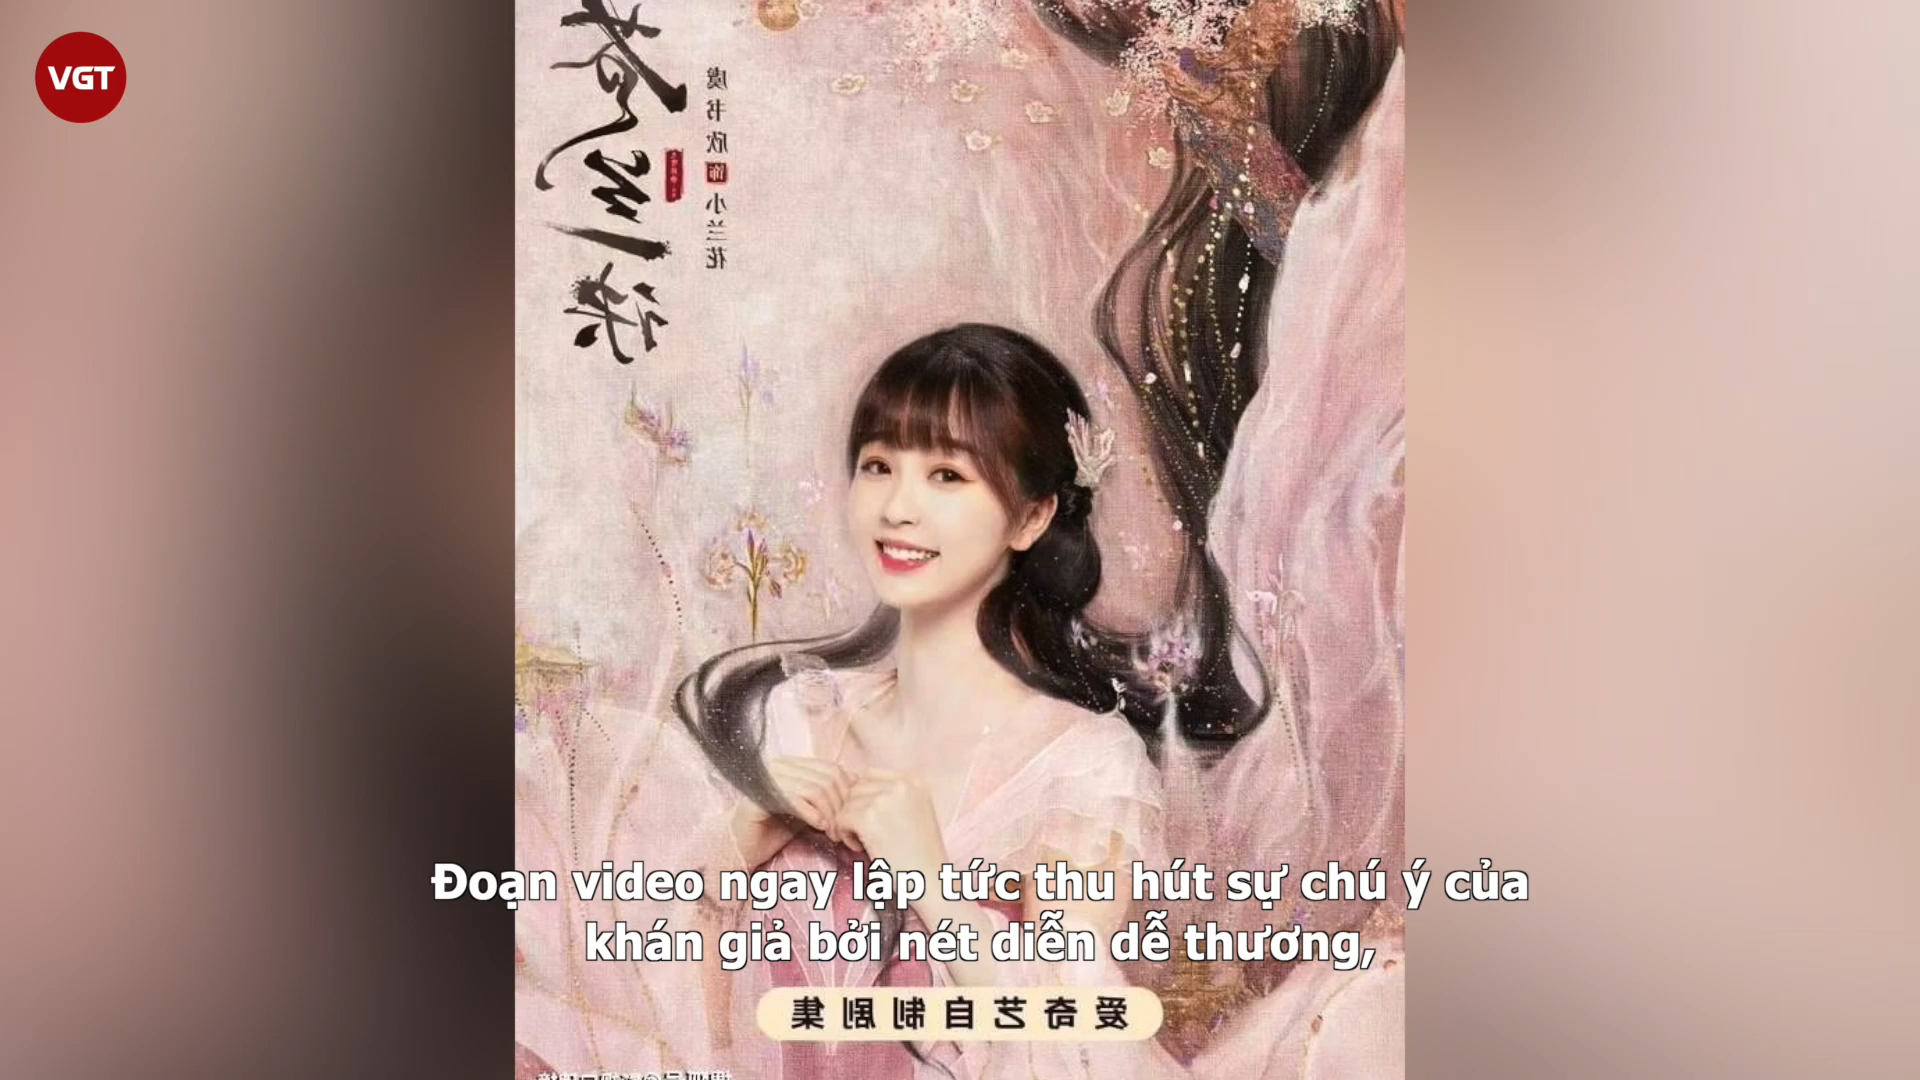 VGT
苍兰诀
虞书欣饰小兰花
Đoạn video ngay lập tức thu hút sự chú ý của
khán giả bởi nét diễn dễ thương,
爱奇艺自制剧集